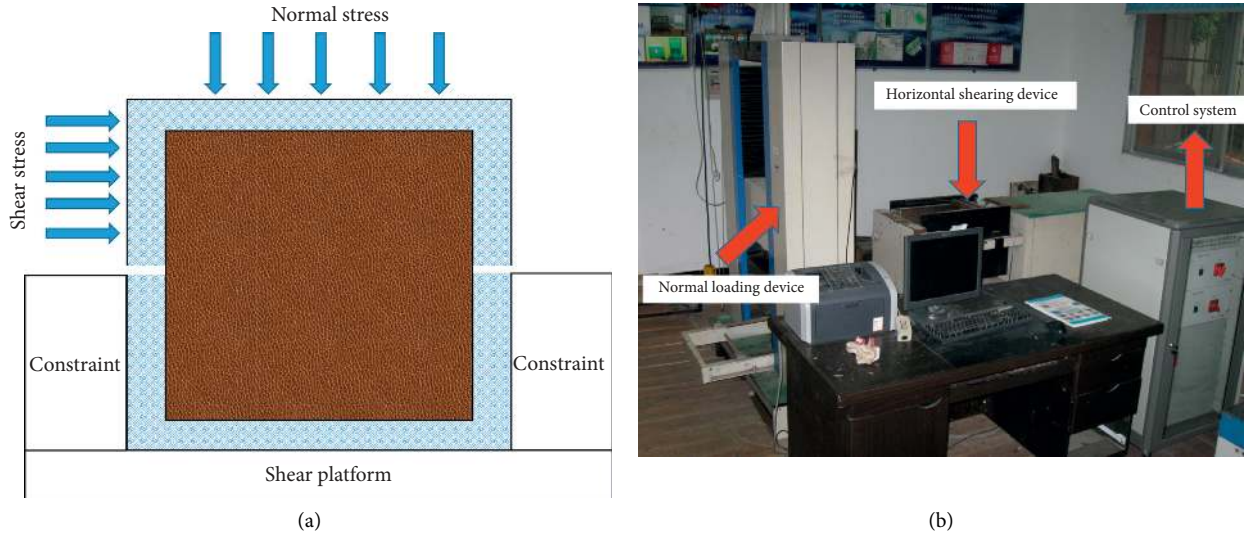 Normal stress
Shear stress
Constraint
Constraint
Shear platform
(a)
Horizontal shearing device
Control system
Normal loading device
(b)